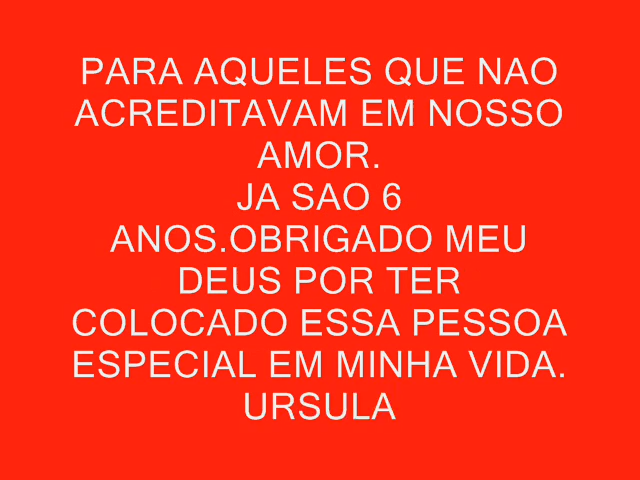 PARA AQUELES QUE NAO
ACREDITAVAM EM NOSSO
AMOR.
JA SAO 6
ANOS.OBRIGADO MEU
DEUS POR TER
COLOCADO ESSA PESSOA
ESPECIAL EM MINHA VIDA.
URSULA